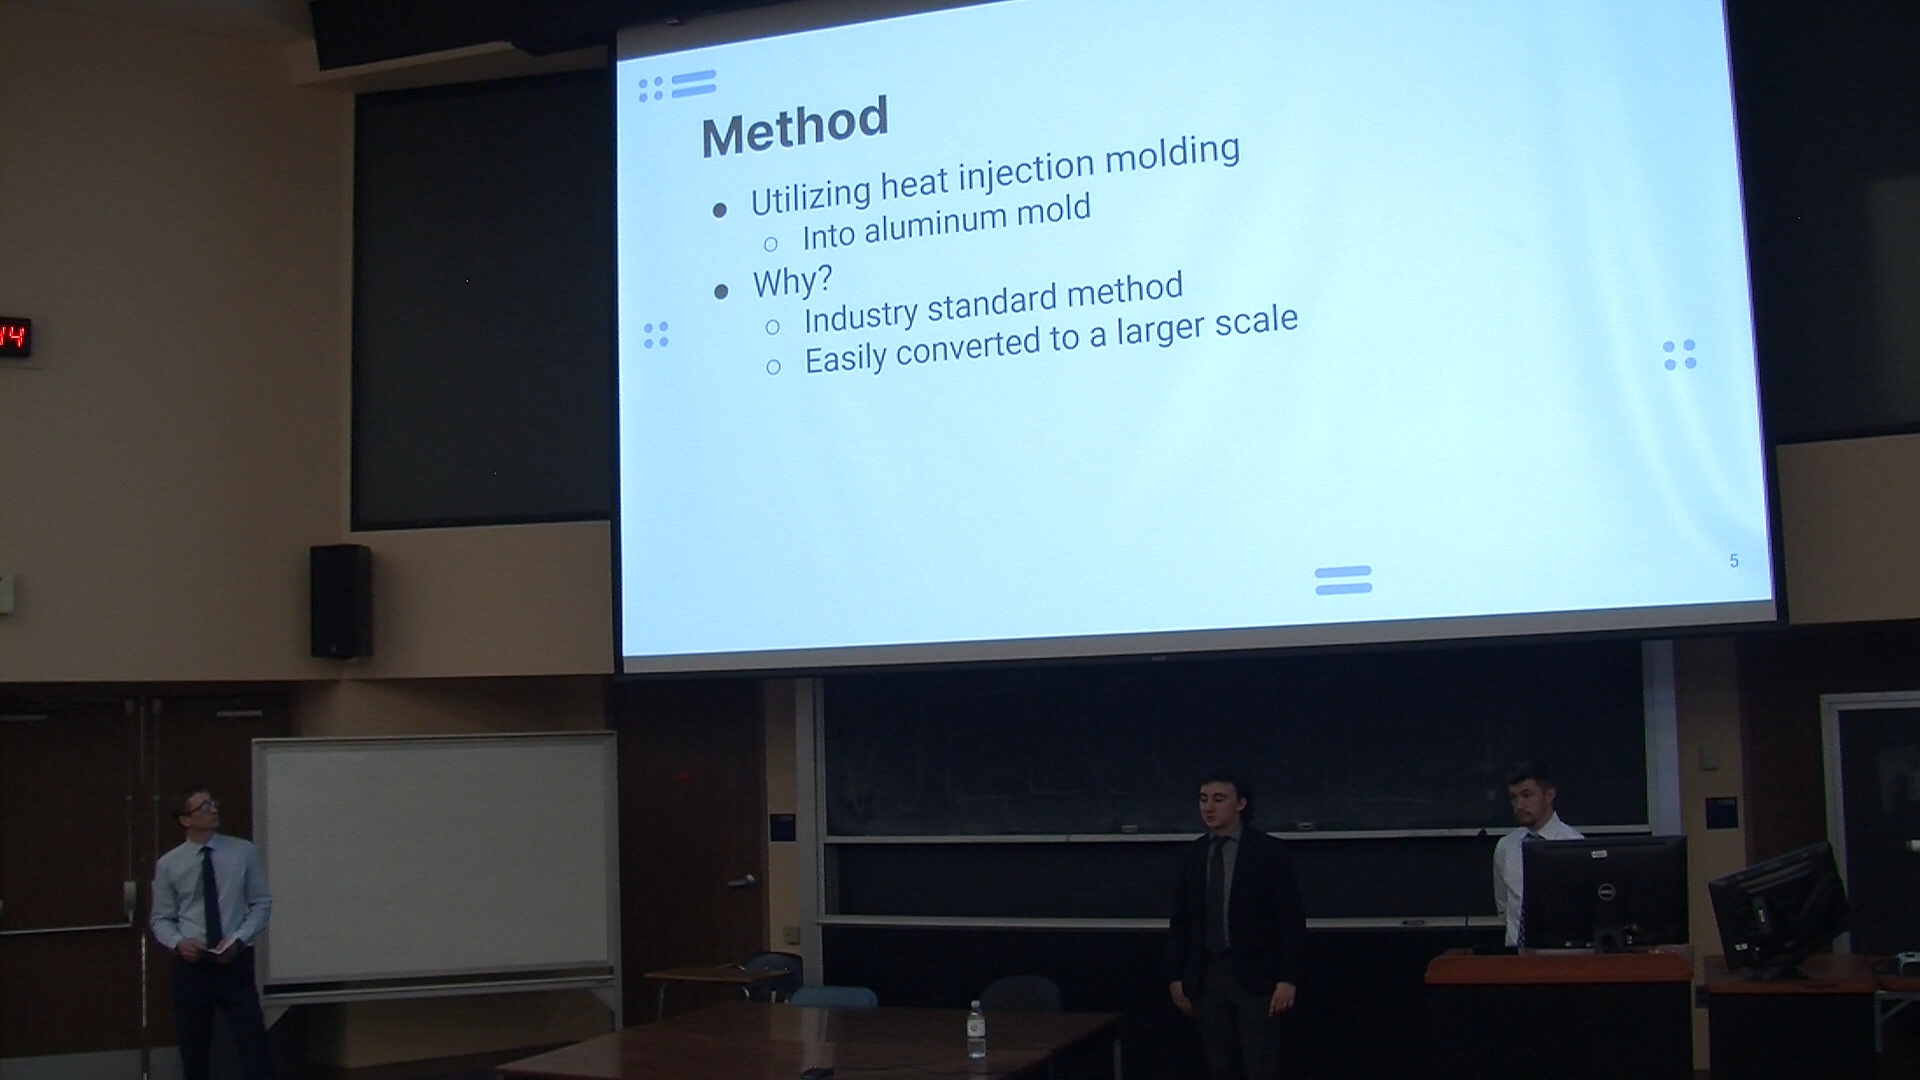 Method
● Utilizing heat injection molding
○ Into aluminum mold
● Why?
○ Industry standard method
○ Easily converted to a larger scale
5